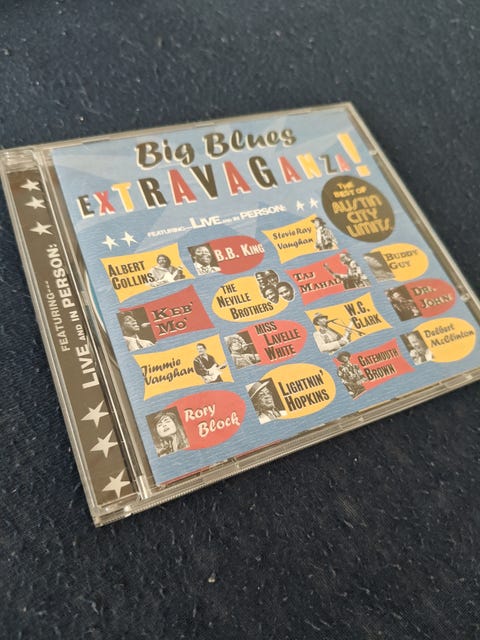 Big Blues
EXTRAVAGANZA!
THE
BEST OF
AUSTIN
CITY
LIMITS
FEATURING... LIVE AND IN PERSON:
ALBERT
COLLINS
B.B. KING
Stevie Ray
Vaughan
BUDDY
GUY
KEB'
MO'
THE
NEVILLE
BROTHERS
TAJ
MAHAL
DR.
JOHN
Jimmie
Vaughan
MISS
LAVELLE
WHITE
W.C.
CLARK
Delbert
McClinton
Rory
Block
LIGHTNIN'
HOPKINS
GATEMOUTH
BROWN
FEATURING...
LIVE AND IN PERSON: